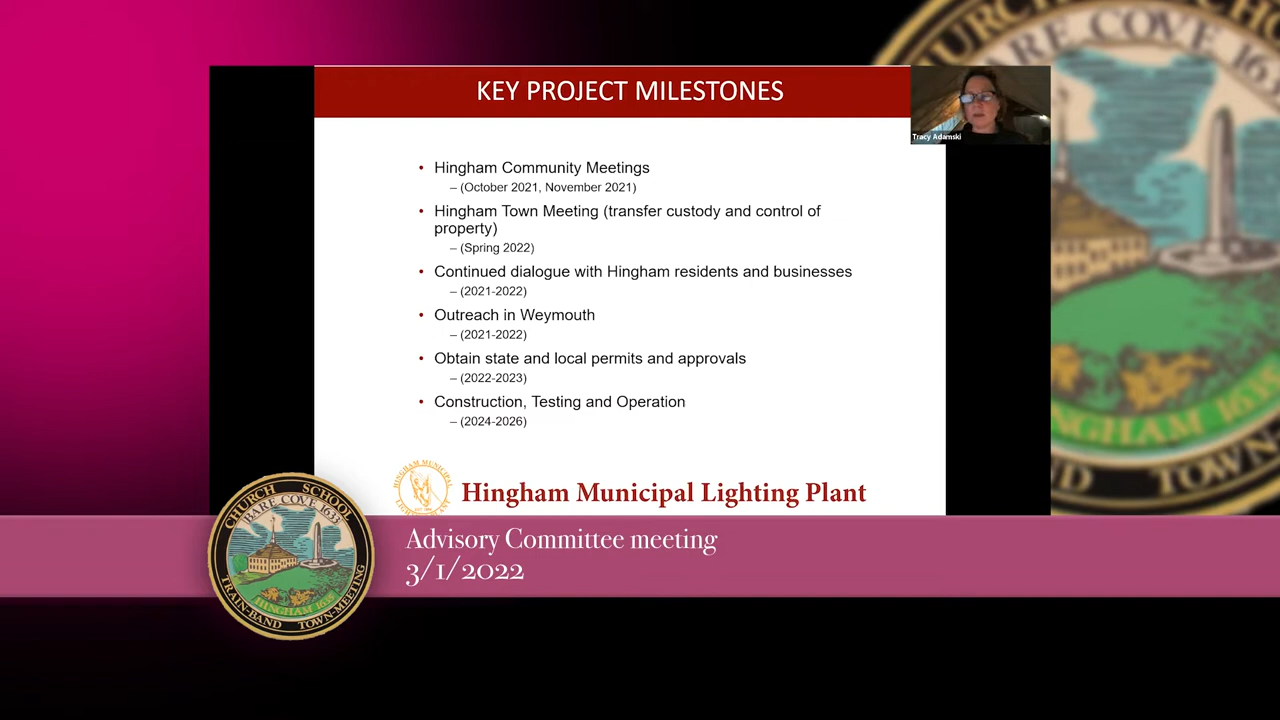 KEY PROJECT MILESTONES
Tracy Adamski
• Hingham Community Meetings
– (October 2021, November 2021)
• Hingham Town Meeting (transfer custody and control of
property)
– (Spring 2022)
• Continued dialogue with Hingham residents and businesses
– (2021-2022)
• Outreach in Weymouth
– (2021-2022)
• Obtain state and local permits and approvals
– (2022-2023)
• Construction, Testing and Operation
– (2024-2026)
HINGHAM MUNICIPAL
Hingham Municipal Lighting Plant
Advisory Committee meeting
3/1/2022
CHURCH SCHOOL
BARE COVE 1633
HINGHAM 1635
TRAIN-BAND TOWN-MEETING